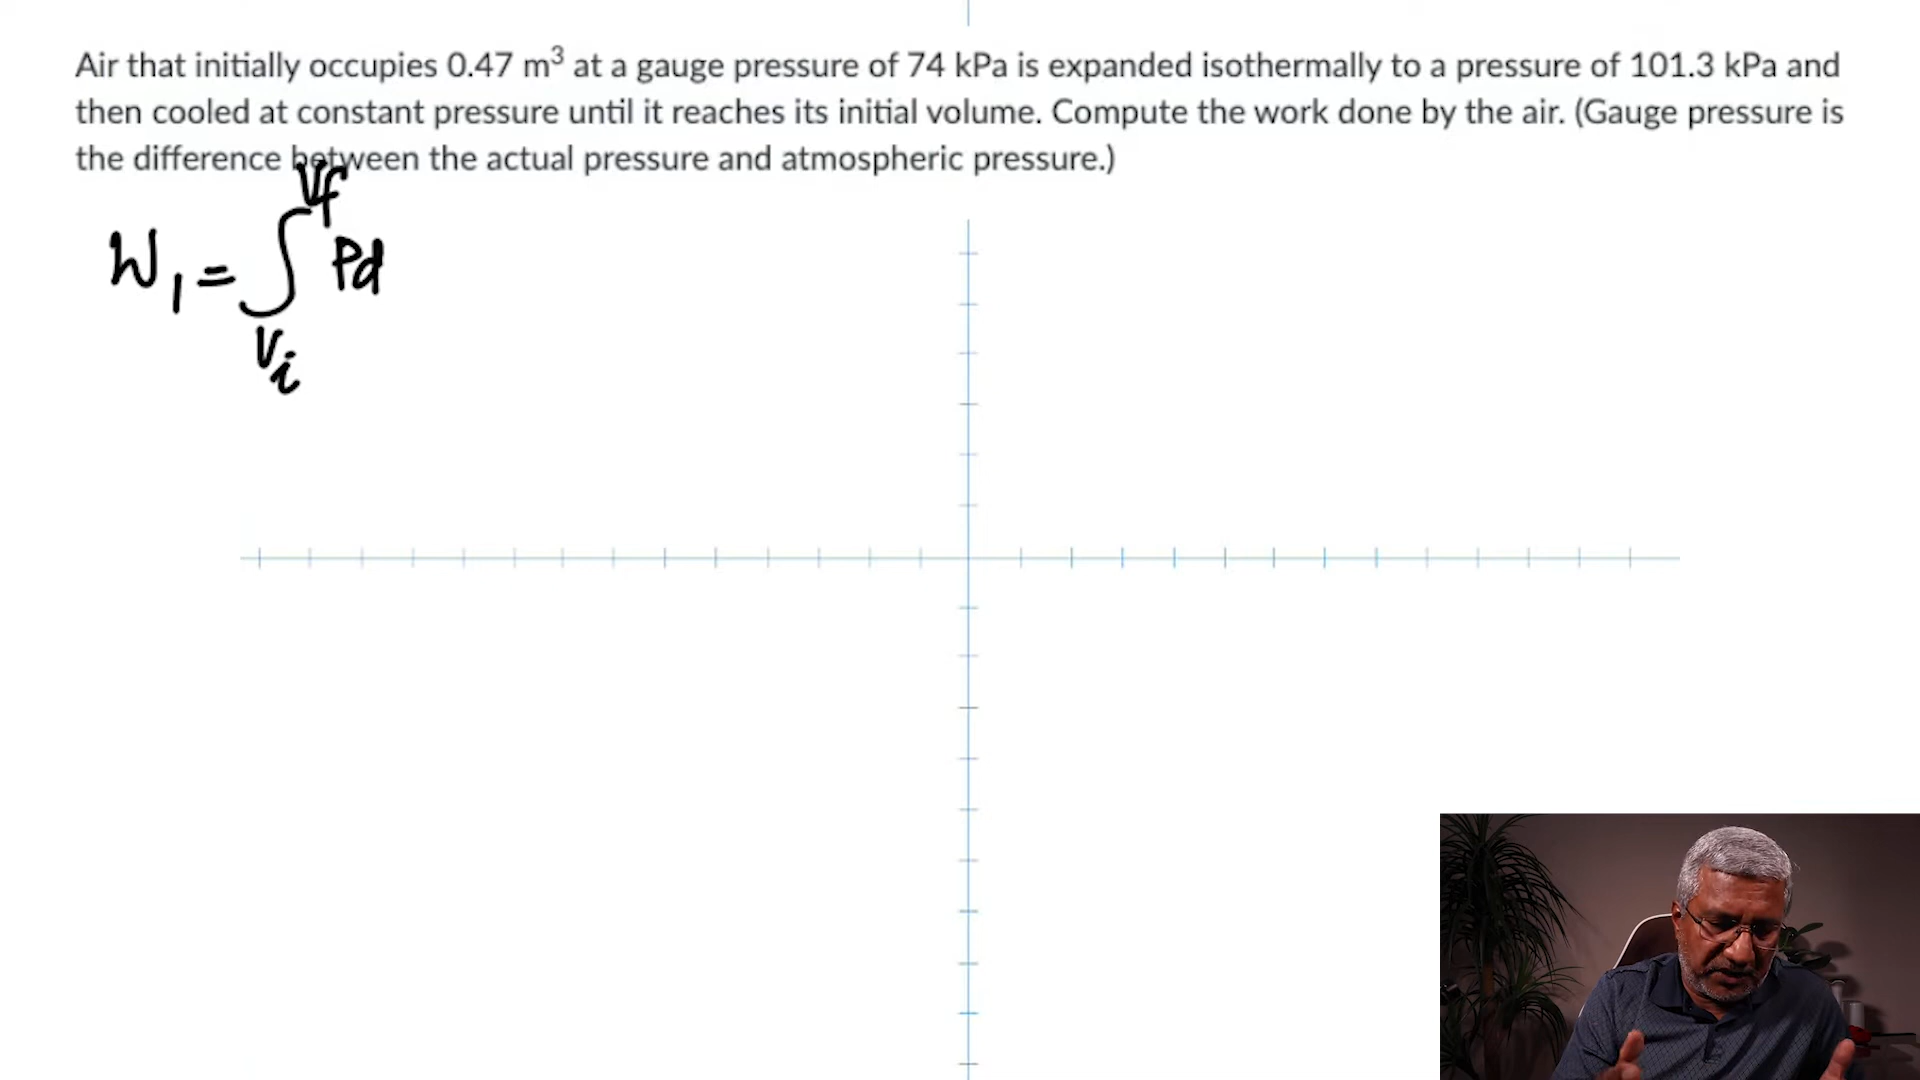 Air that initially occupies 0.47 m³ at a gauge pressure of 74 kPa is expanded isothermally to a pressure of 101.3 kPa and
then cooled at constant pressure until it reaches its initial volume. Compute the work done by the air. (Gauge pressure is
the difference between the actual pressure and atmospheric pressure.)
Vf
W₁ = ∫ Pd
Vi